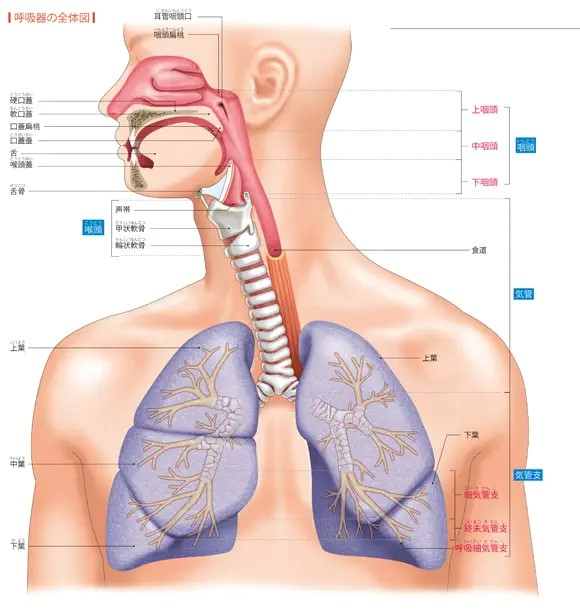 呼吸器の全体図
耳管咽頭口
咽頭扁桃
硬口蓋
軟口蓋
口蓋扁桃
口蓋垂
舌
喉頭蓋
舌骨
喉頭
声帯
甲状軟骨
輪状軟骨
上咽頭
中咽頭
下咽頭
咽頭
食道
気管
上葉
中葉
下葉
上葉
下葉
気管支
細気管支
終末気管支
呼吸細気管支